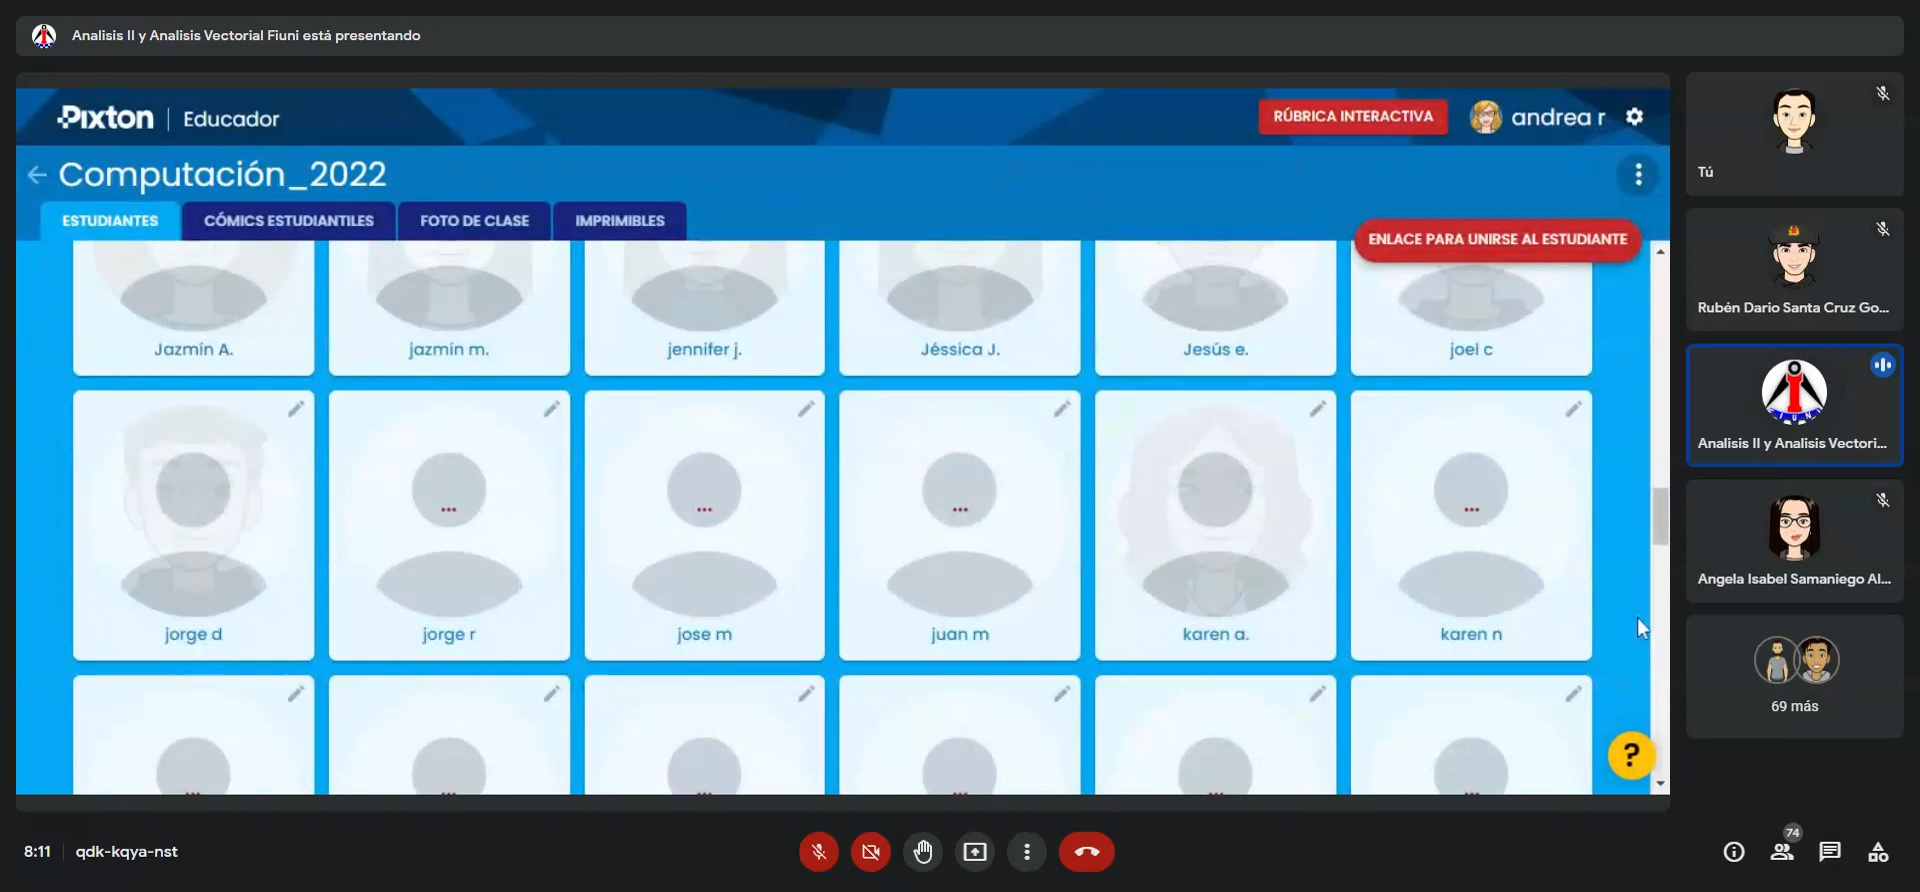 Analisis II y Analisis Vectorial Fiuni está presentando
Pixton | Educador
RÚBRICA INTERACTIVA
andrea r
Computación_2022
ESTUDIANTES
CÓMICS ESTUDIANTILES
FOTO DE CLASE
IMPRIMIBLES
ENLACE PARA UNIRSE AL ESTUDIANTE
Jazmín A.
jazmín m.
jennifer j.
Jéssica J.
Jesús e.
joel c
jorge d
jorge r
jose m
juan m
karen a.
karen n
?
Tú
Rubén Dario Santa Cruz Go...
FIUNI
Analisis II y Analisis Vectori...
Angela Isabel Samaniego Al...
69 más
8:11 | qdk-kqya-nst
74